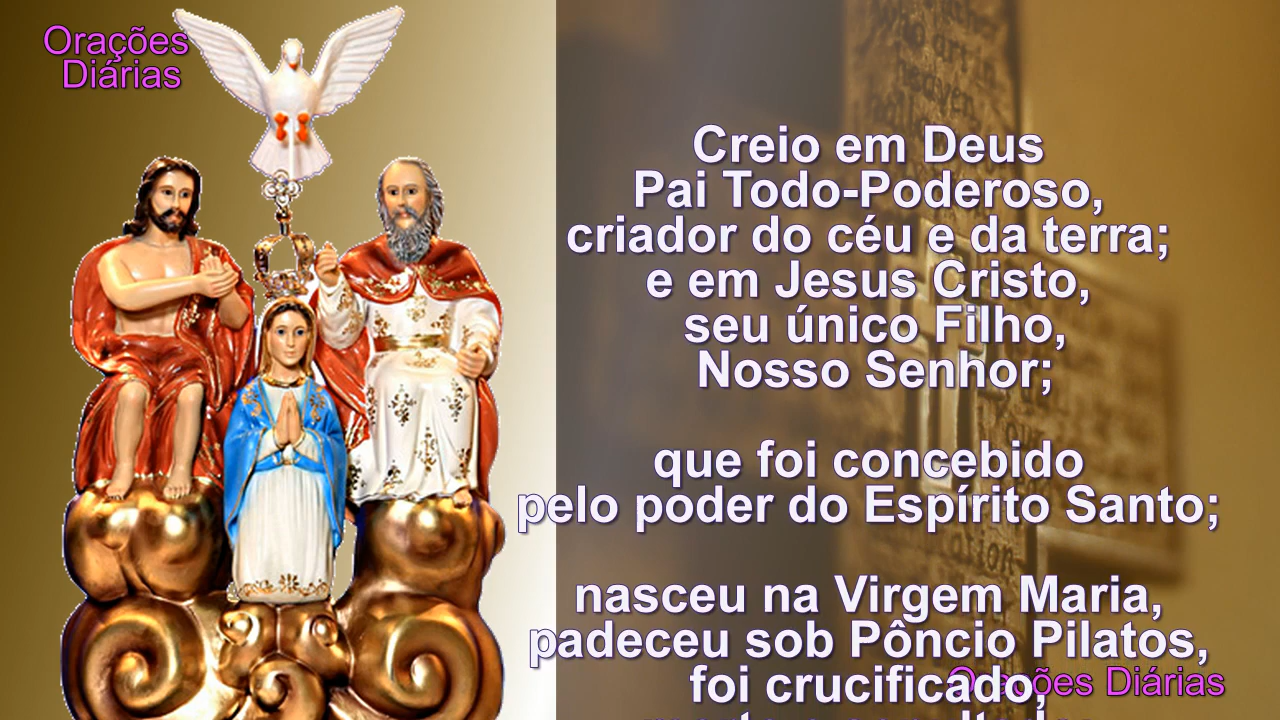 Orações
Diárias
Creio em Deus
Pai Todo-Poderoso,
criador do céu e da terra;
e em Jesus Cristo,
seu único Filho,
Nosso Senhor;
que foi concebido
pelo poder do Espírito Santo;
nasceu na Virgem Maria,
padeceu sob Pôncio Pilatos,
foi crucificado,
Orações Diárias